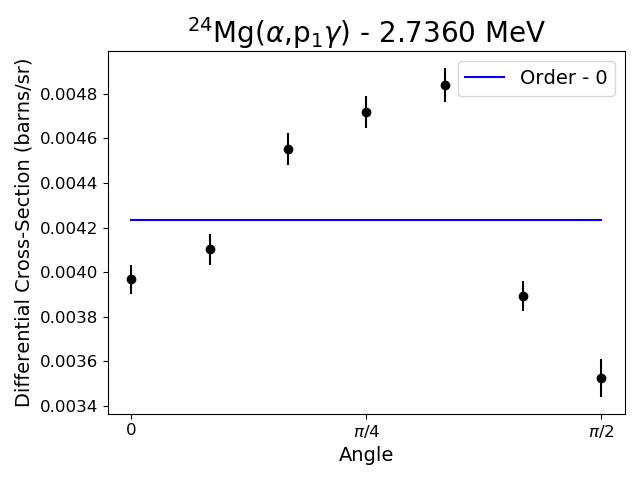 ²⁴Mg(α,p₁γ) - 2.7360 MeV
Differential Cross-Section (barns/sr)
Order - 0
0.0048
0.0046
0.0044
0.0042
0.0040
0.0038
0.0036
0.0034
0 π/4 π/2
Angle